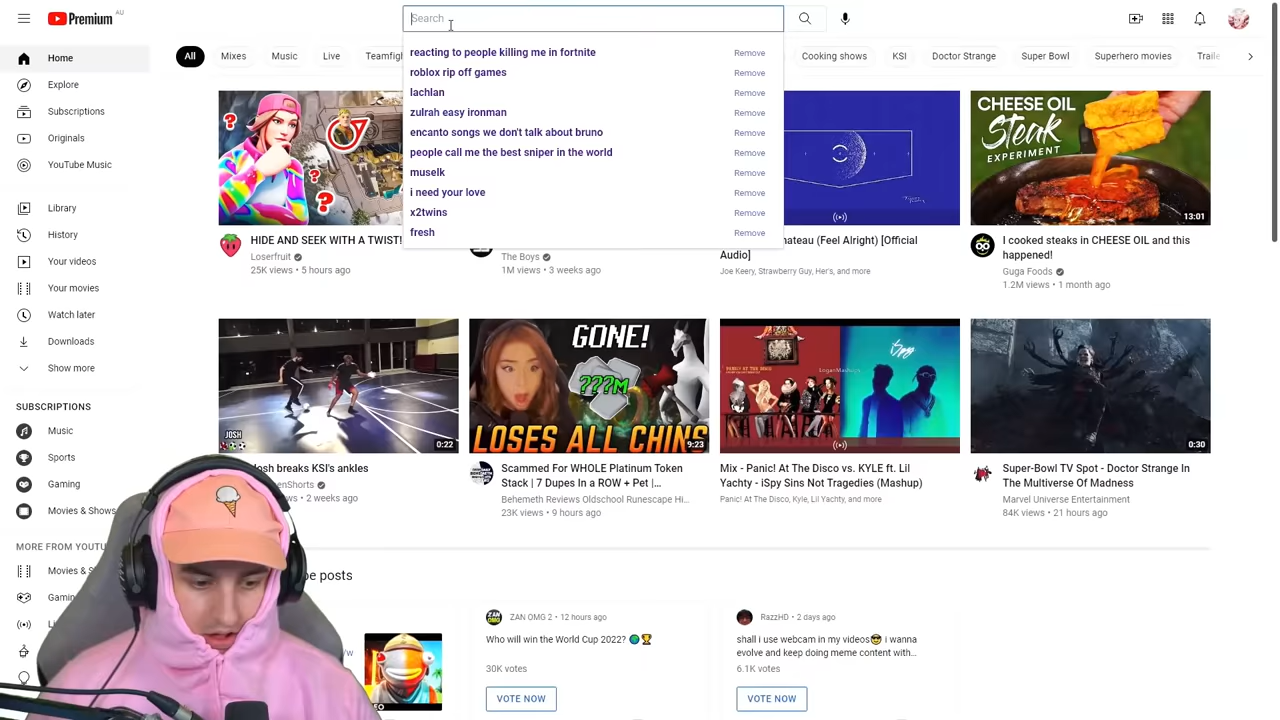 Premium AU
Search
reacting to people killing me in fortnite Remove
roblox rip off games Remove
lachlan Remove
zulrah easy ironman Remove
encanto songs we don't talk about bruno Remove
people call me the best sniper in the world Remove
muselk Remove
i need your love Remove
x2twins Remove
fresh Remove
All
Mixes
Music
Live
Cooking shows
KSI
Doctor Strange
Super Bowl
Superhero movies
Home
Explore
Subscriptions
Originals
YouTube Music
Library
History
Your videos
Your movies
Watch later
Downloads
Show more
SUBSCRIPTIONS
Music
Sports
Gaming
Movies & Shows
MORE FROM
Movies &
CHEESE OIL
Steak
EXPERIMENT
13:01
HIDE AND SEEK WITH A TWIST!
Loserfruit
25K views • 5 hours ago
The Boys
1M views • 3 weeks ago
(Feel Alright) [Official
Audio]
Joe Keery, Strawberry Guy, Her's, and more
I cooked steaks in CHEESE OIL and this
happened!
Guga Foods
1.2M views • 1 month ago
JOSH
0:22
GONE!
???M
LOSES ALL CHINS
9:23
PANIC! AT THE DISCO
LoganMashups
iSpy
0:30
breaks KSI's ankles
2 weeks ago
Scammed For WHOLE Platinum Token
Stack | 7 Dupes In a ROW + Pet |...
Behemoth Reviews Oldschool Runescape Hi...
23K views • 9 hours ago
Mix - Panic! At The Disco vs. KYLE ft. Lil
Yachty - iSpy Sins Not Tragedies (Mashup)
Panic! At The Disco, Kyle, Lil Yachty, and more
Super-Bowl TV Spot - Doctor Strange In
The Multiverse Of Madness
Marvel Universe Entertainment
84K views • 21 hours ago
posts
ZAN OMG 2 • 12 hours ago
Who will win the World Cup 2022? 🌍🏆
30K votes
VOTE NOW
RazzHD • 2 days ago
shall i use webcam in my videos😎 i wanna
evolve and keep doing meme content with...
6.1K votes
VOTE NOW